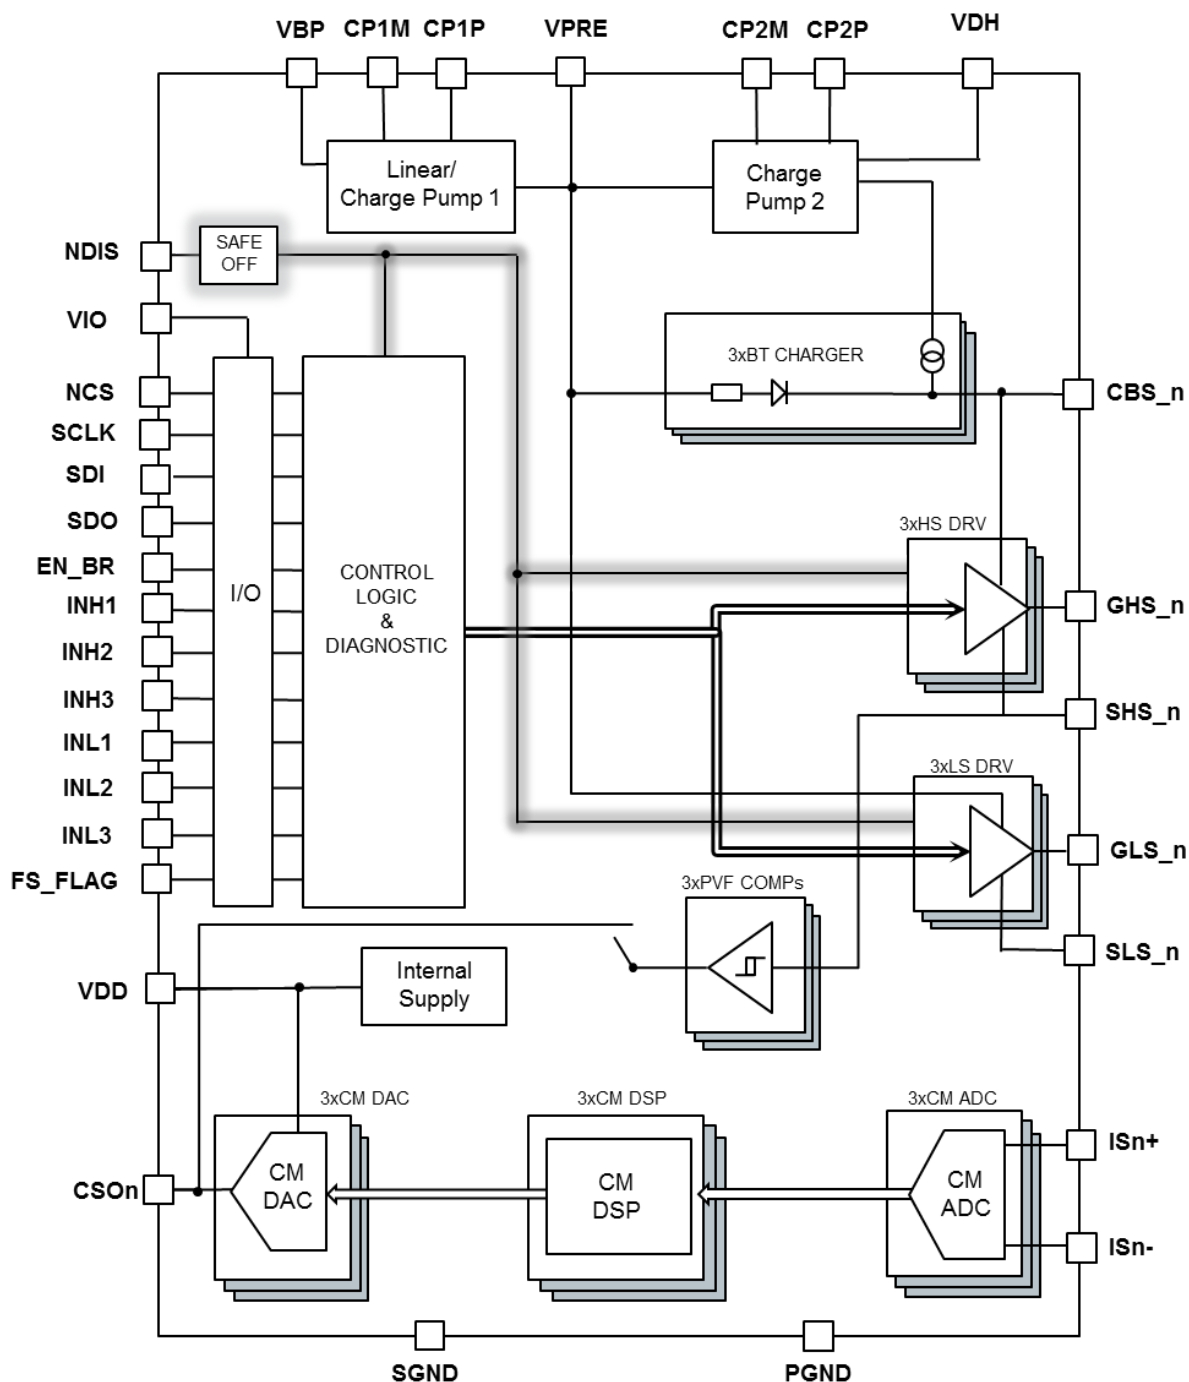 VBP
CP1M
CP1P
VPRE
CP2M
CP2P
VDH
Linear/
Charge Pump 1
Charge
Pump 2
NDIS
SAFE
OFF
VIO
3xBT CHARGER
NCS
CBS_n
SCLK
SDI
SDO
3xHS DRV
EN_BR
I/O
CONTROL
LOGIC
&
DIAGNOSTIC
INH1
GHS_n
INH2
INH3
SHS_n
INL1
3xLS DRV
INL2
INL3
GLS_n
FS_FLAG
3xPVF COMPs
SLS_n
VDD
Internal
Supply
3xCM DAC
3xCM DSP
3xCM ADC
ISn+
CSOn
CM
DAC
CM
DSP
CM
ADC
ISn-
SGND
PGND